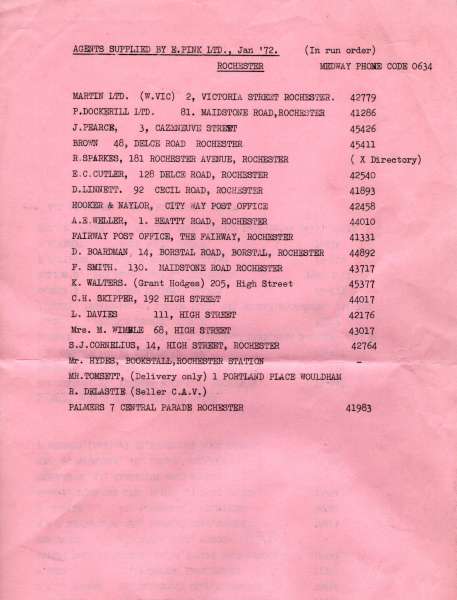 AGENTS SUPPLIED BY E.PINK LTD., Jan '72. (In run order)
ROCHESTER MEDWAY PHONE CODE 0634
MARTIN LTD. (W.VIC) 2, VICTORIA STREET ROCHESTER. 42779
P.DOCKERILL LTD. 81. MAIDSTONE ROAD,ROCHESTER 41286
J.PEARCE, 3, CAZENEUVE STREET 45426
BROWN 48, DELCE ROAD ROCHESTER 45411
R.SPARKES, 181 ROCHESTER AVENUE, ROCHESTER ( X Directory)
E.C.CUTLER, 128 DELCE ROAD, ROCHESTER 42540
D.LINNETT. 92 CECIL ROAD, ROCHESTER 41893
HOOKER & NAYLOR, CITY WAY POST OFFICE 42458
A.E.WELLER, 1. BEATTY ROAD, ROCHESTER 44010
FAIRWAY POST OFFICE, THE FAIRWAY, ROCHESTER 41331
D. BOARDMAN 14, BORSTAL ROAD, BORSTAL, ROCHESTER 44892
F. SMITH. 130. MAIDSTONE ROAD ROCHESTER 43717
K. WALTERS. (Grant Hodges) 205, High Street 45377
C.H. SKIPPER, 192 HIGH STREET 44017
L. DAVIES 111, HIGH STREET 42176
Mrs. M. WIMBLE 68, HIGH STREET 43017
S.J.CORNELIUS, 14, HIGH STREET, ROCHESTER 42764
Mr. HYDES, BOOKSTALL,ROCHESTER STATION -
MR.TOMSETT, (Delivery only) 1 PORTLAND PLACE WOULDHAM
R. DELASTIE (Seller C.A.V.)
PALMERS 7 CENTRAL PARADE ROCHESTER 41983